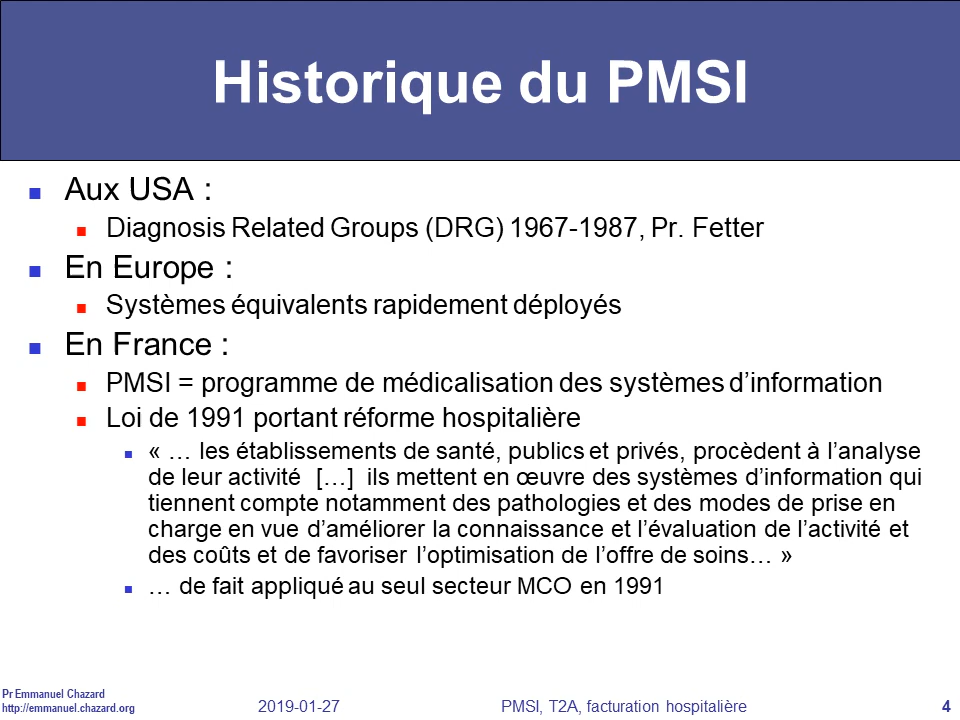 Historique du PMSI
Aux USA :
Diagnosis Related Groups (DRG) 1967-1987, Pr. Fetter
En Europe :
Systèmes équivalents rapidement déployés
En France :
PMSI = programme de médicalisation des systèmes d’information
Loi de 1991 portant réforme hospitalière
« … les établissements de santé, publics et privés, procèdent à l’analyse
de leur activité […] ils mettent en œuvre des systèmes d’information qui
tiennent compte notamment des pathologies et des modes de prise en
charge en vue d’améliorer la connaissance et l’évaluation de l’activité et
des coûts et de favoriser l’optimisation de l’offre de soins… »
… de fait appliqué au seul secteur MCO en 1991
Pr Emmanuel Chazard
http://emmanuel.chazard.org
2019-01-27
PMSI, T2A, facturation hospitalière
4